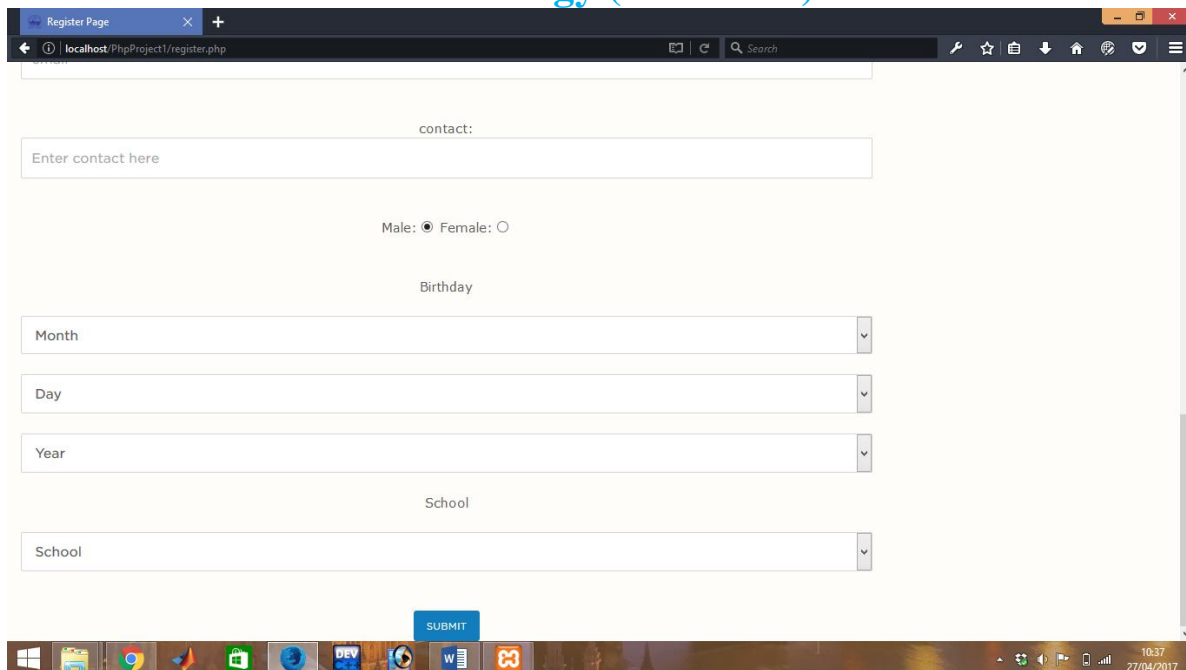 Register Page
localhost/PhpProject1/register.php
Search
contact:
Enter contact here
Male: Female:
Birthday
Month
Day
Year
School
School
SUBMIT
DEV
10:37
27/04/2017